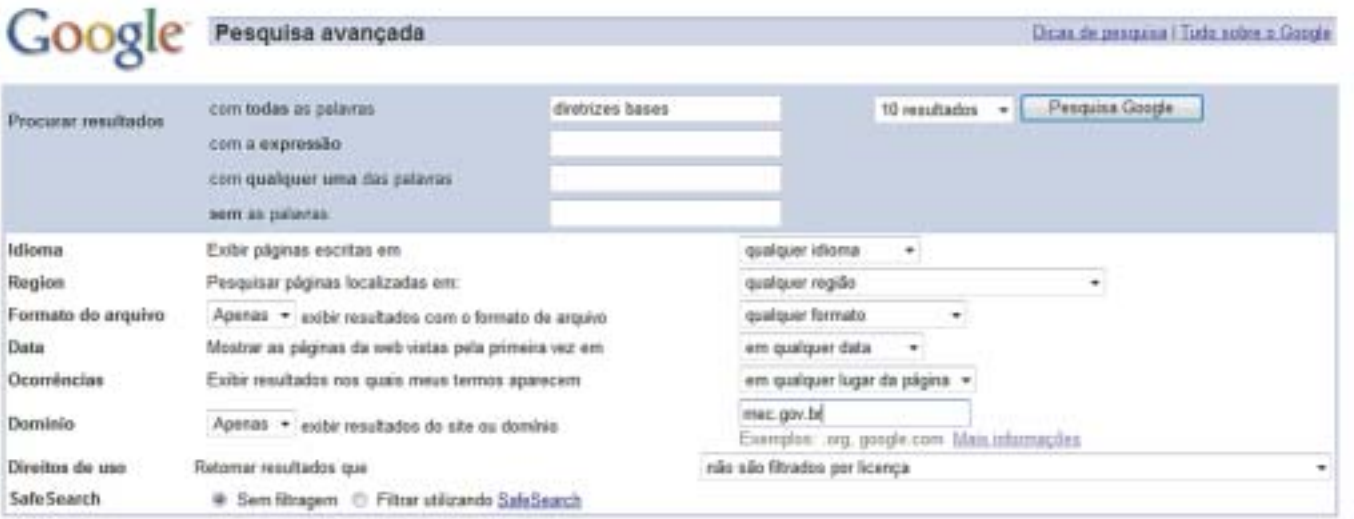 Google Pesquisa avançada Dicas de pesquisa | Tudo sobre o Google
Procurar resultados com todas as palavras diretrizes bases 10 resultados Pesquisa Google
com a expressão
com qualquer uma das palavras
sem as palavras
Idioma Exibir páginas escritas em qualquer idioma
Region Pesquisar páginas localizadas em: qualquer região
Formato do arquivo Apenas exibir resultados com o formato de arquivo qualquer formato
Data Mostrar as páginas da web vistas pela primeira vez em em qualquer data
Ocorrências Exibir resultados nos quais meus termos aparecem em qualquer lugar da página
Domínio Apenas exibir resultados do site ou domínio mec.gov.br
Exemplos: .org, google.com Mais informações
Direitos de uso Retornar resultados que não são filtrados por licença
SafeSearch Sem filtragem Filtrar utilizando SafeSearch